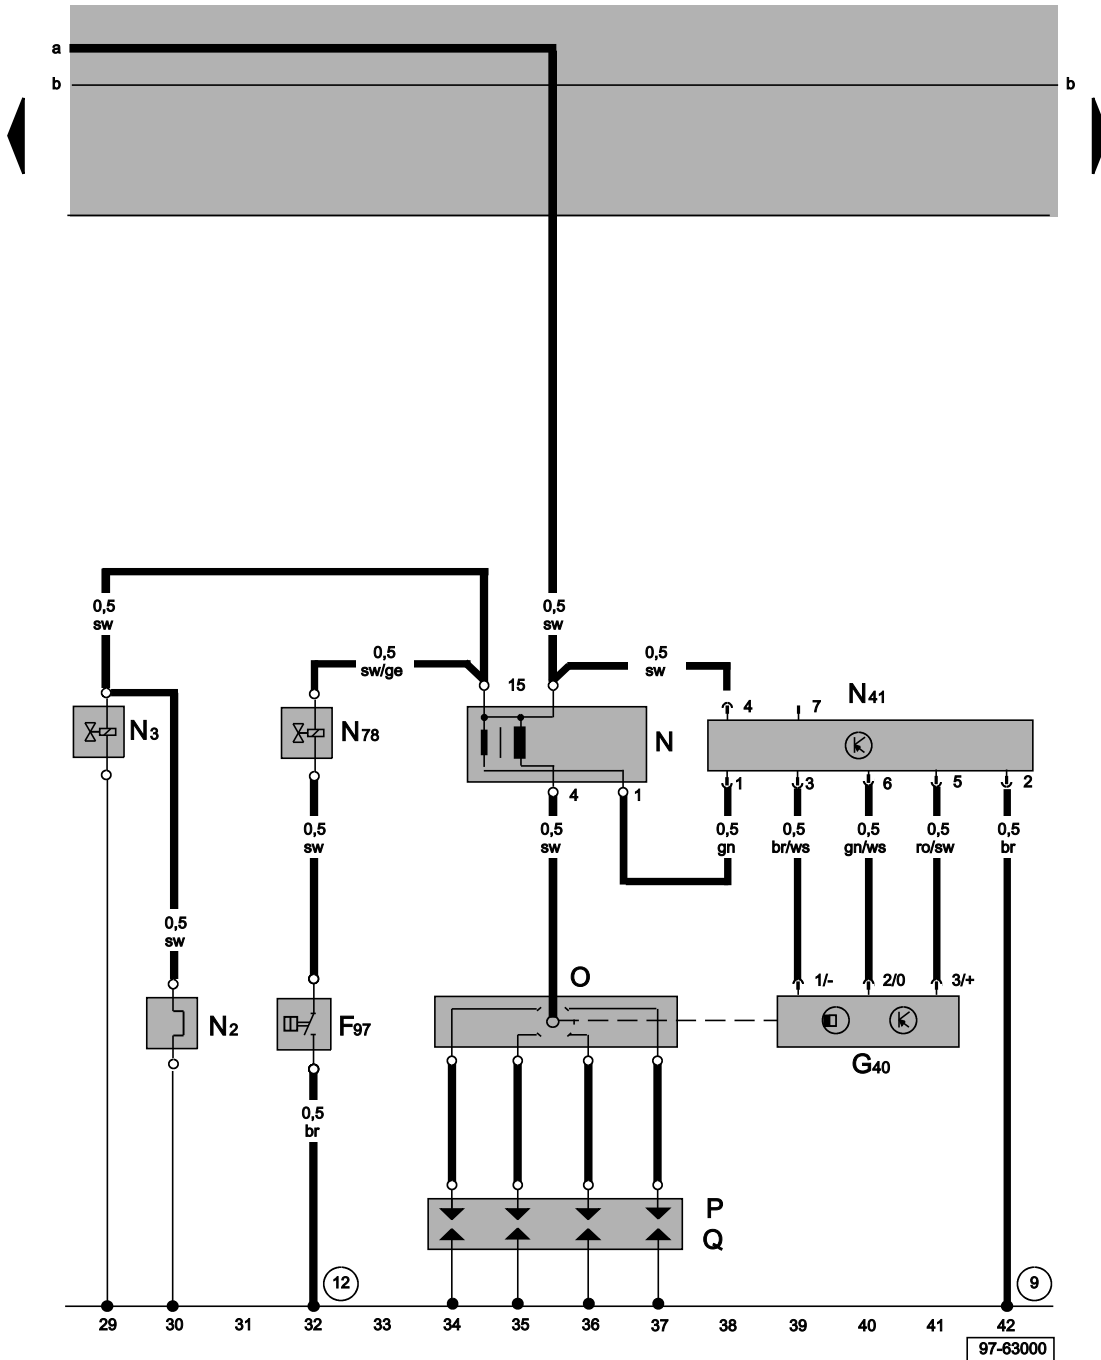 a
b b
0,5
sw
0,5
sw
0,5
sw/ge
0,5
sw
15
4 7
N41
N3
N78
N
4 1
1 3 6 5 2
0,5
sw
0,5
sw
0,5
gn
0,5
br/ws
0,5
gn/ws
0,5
ro/sw
0,5
br
0,5
sw
O
1/- 2/0 3/+
N2
F97
G40
0,5
br
P
Q
12
9
29 30 31 32 33 34 35 36 37 38 39 40 41 42
97-63000